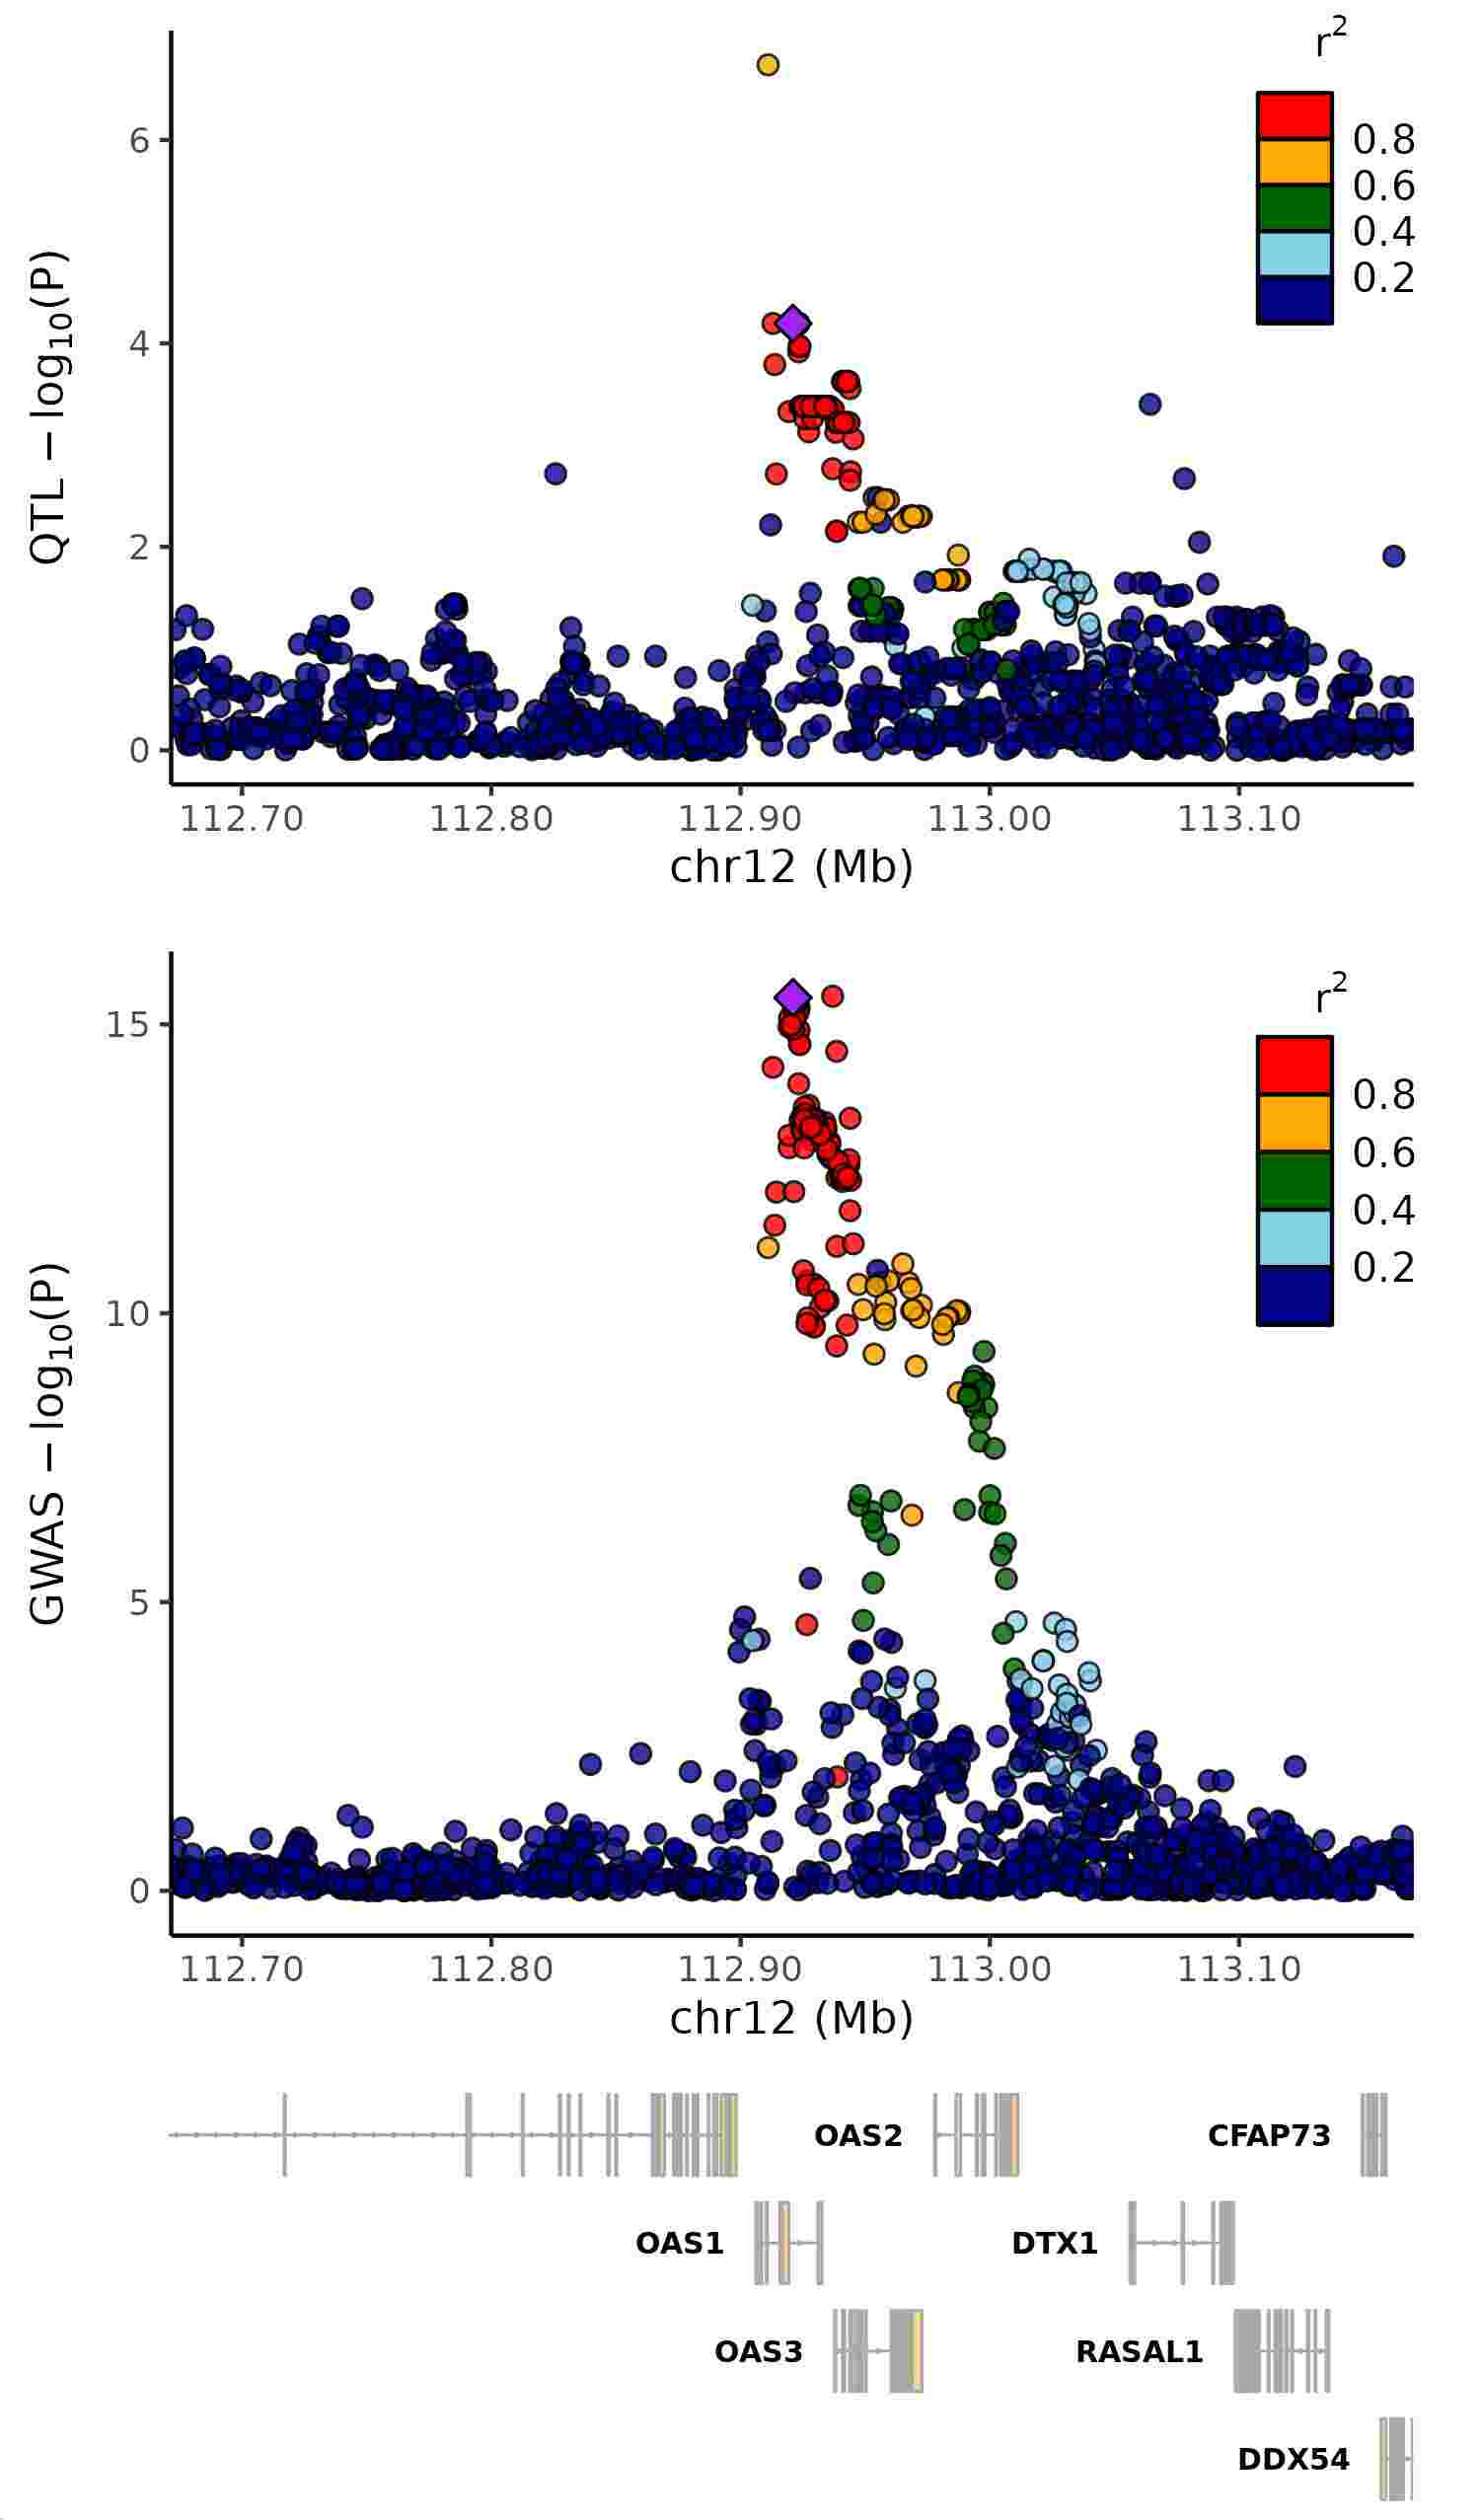 r2
0.8
0.6
0.4
0.2
QTL − log10(P)
6
4
2
0
112.70 112.80 112.90 113.00 113.10
chr12 (Mb)
r2
0.8
0.6
0.4
0.2
GWAS − log10(P)
15
10
5
0
112.70 112.80 112.90 113.00 113.10
chr12 (Mb)
OAS2 CFAP73
OAS1 DTX1
OAS3 RASAL1
DDX54